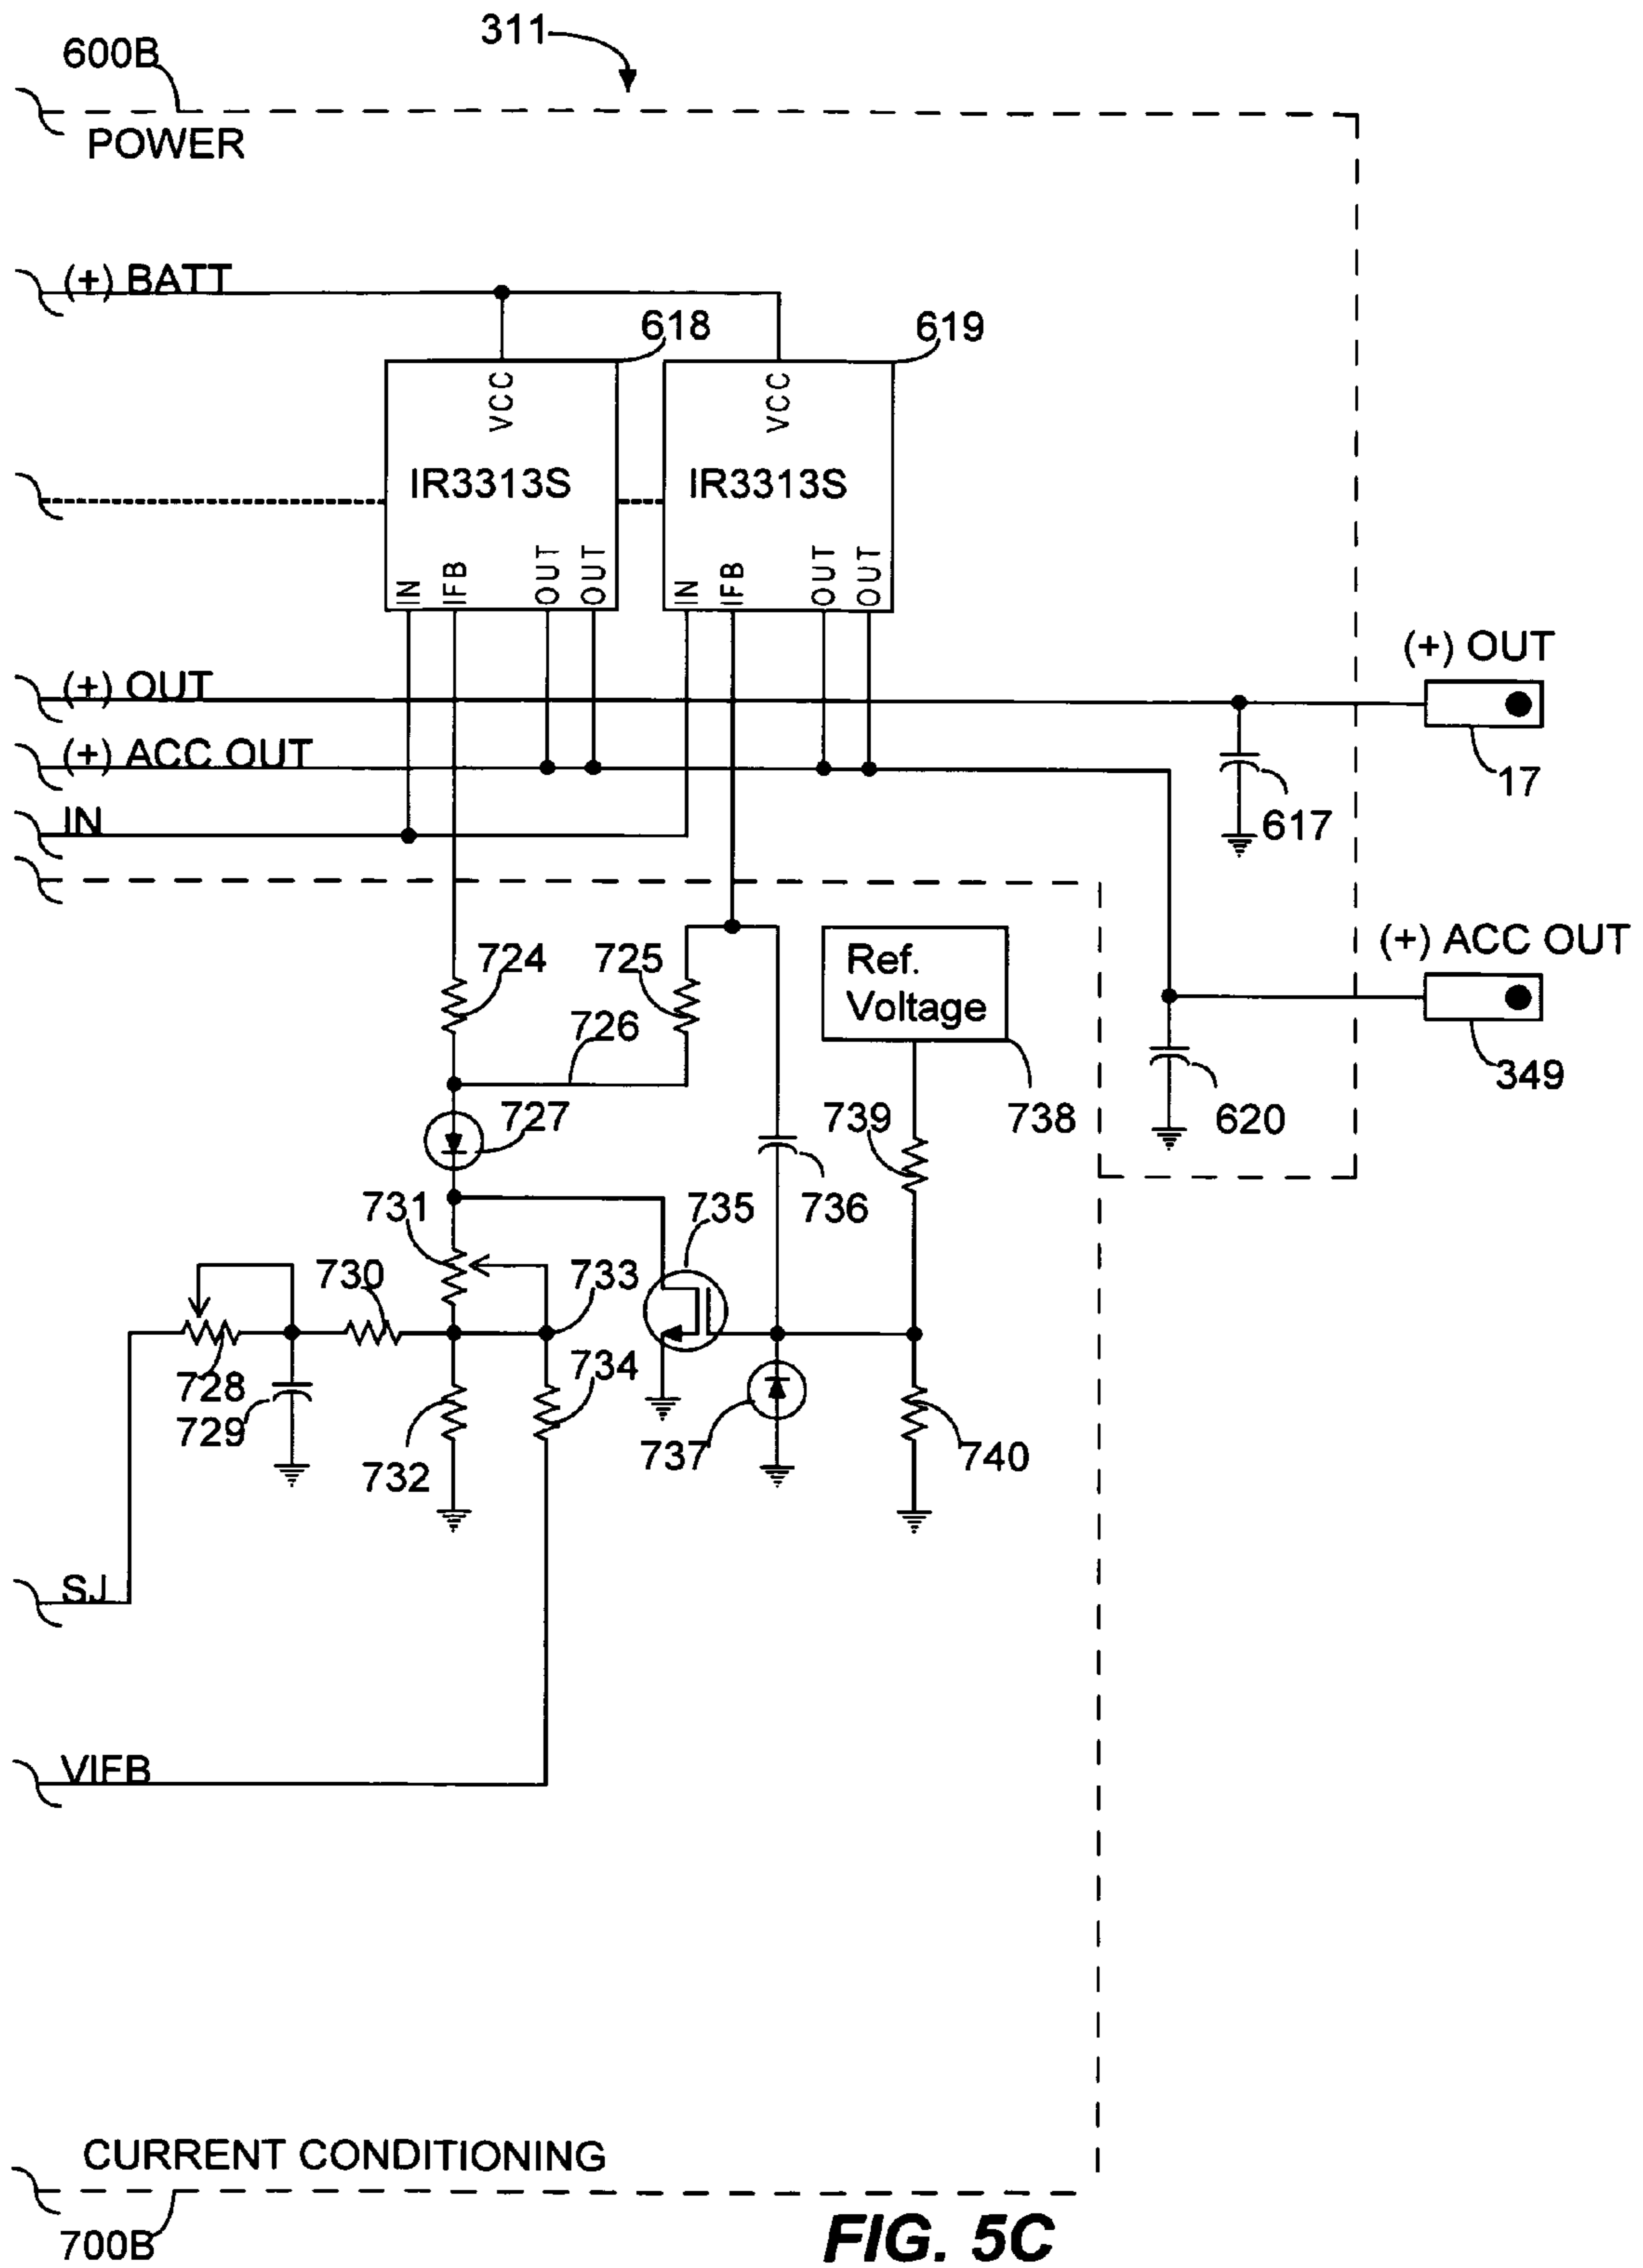 311
600B
POWER
(+) BATT
618
619
VCC
VCC
IR3313S
IR3313S
IN
IFB
OUT
OUT
IN
IFB
OUT
OUT
(+) OUT
(+) OUT
17
(+) ACC OUT
617
IN
724
725
Ref.
Voltage
(+) ACC OUT
726
349
727
739
738
620
731
735
736
730
733
728
734
729
732
737
740
SJ
VIFB
CURRENT CONDITIONING
700B
FIG. 5C